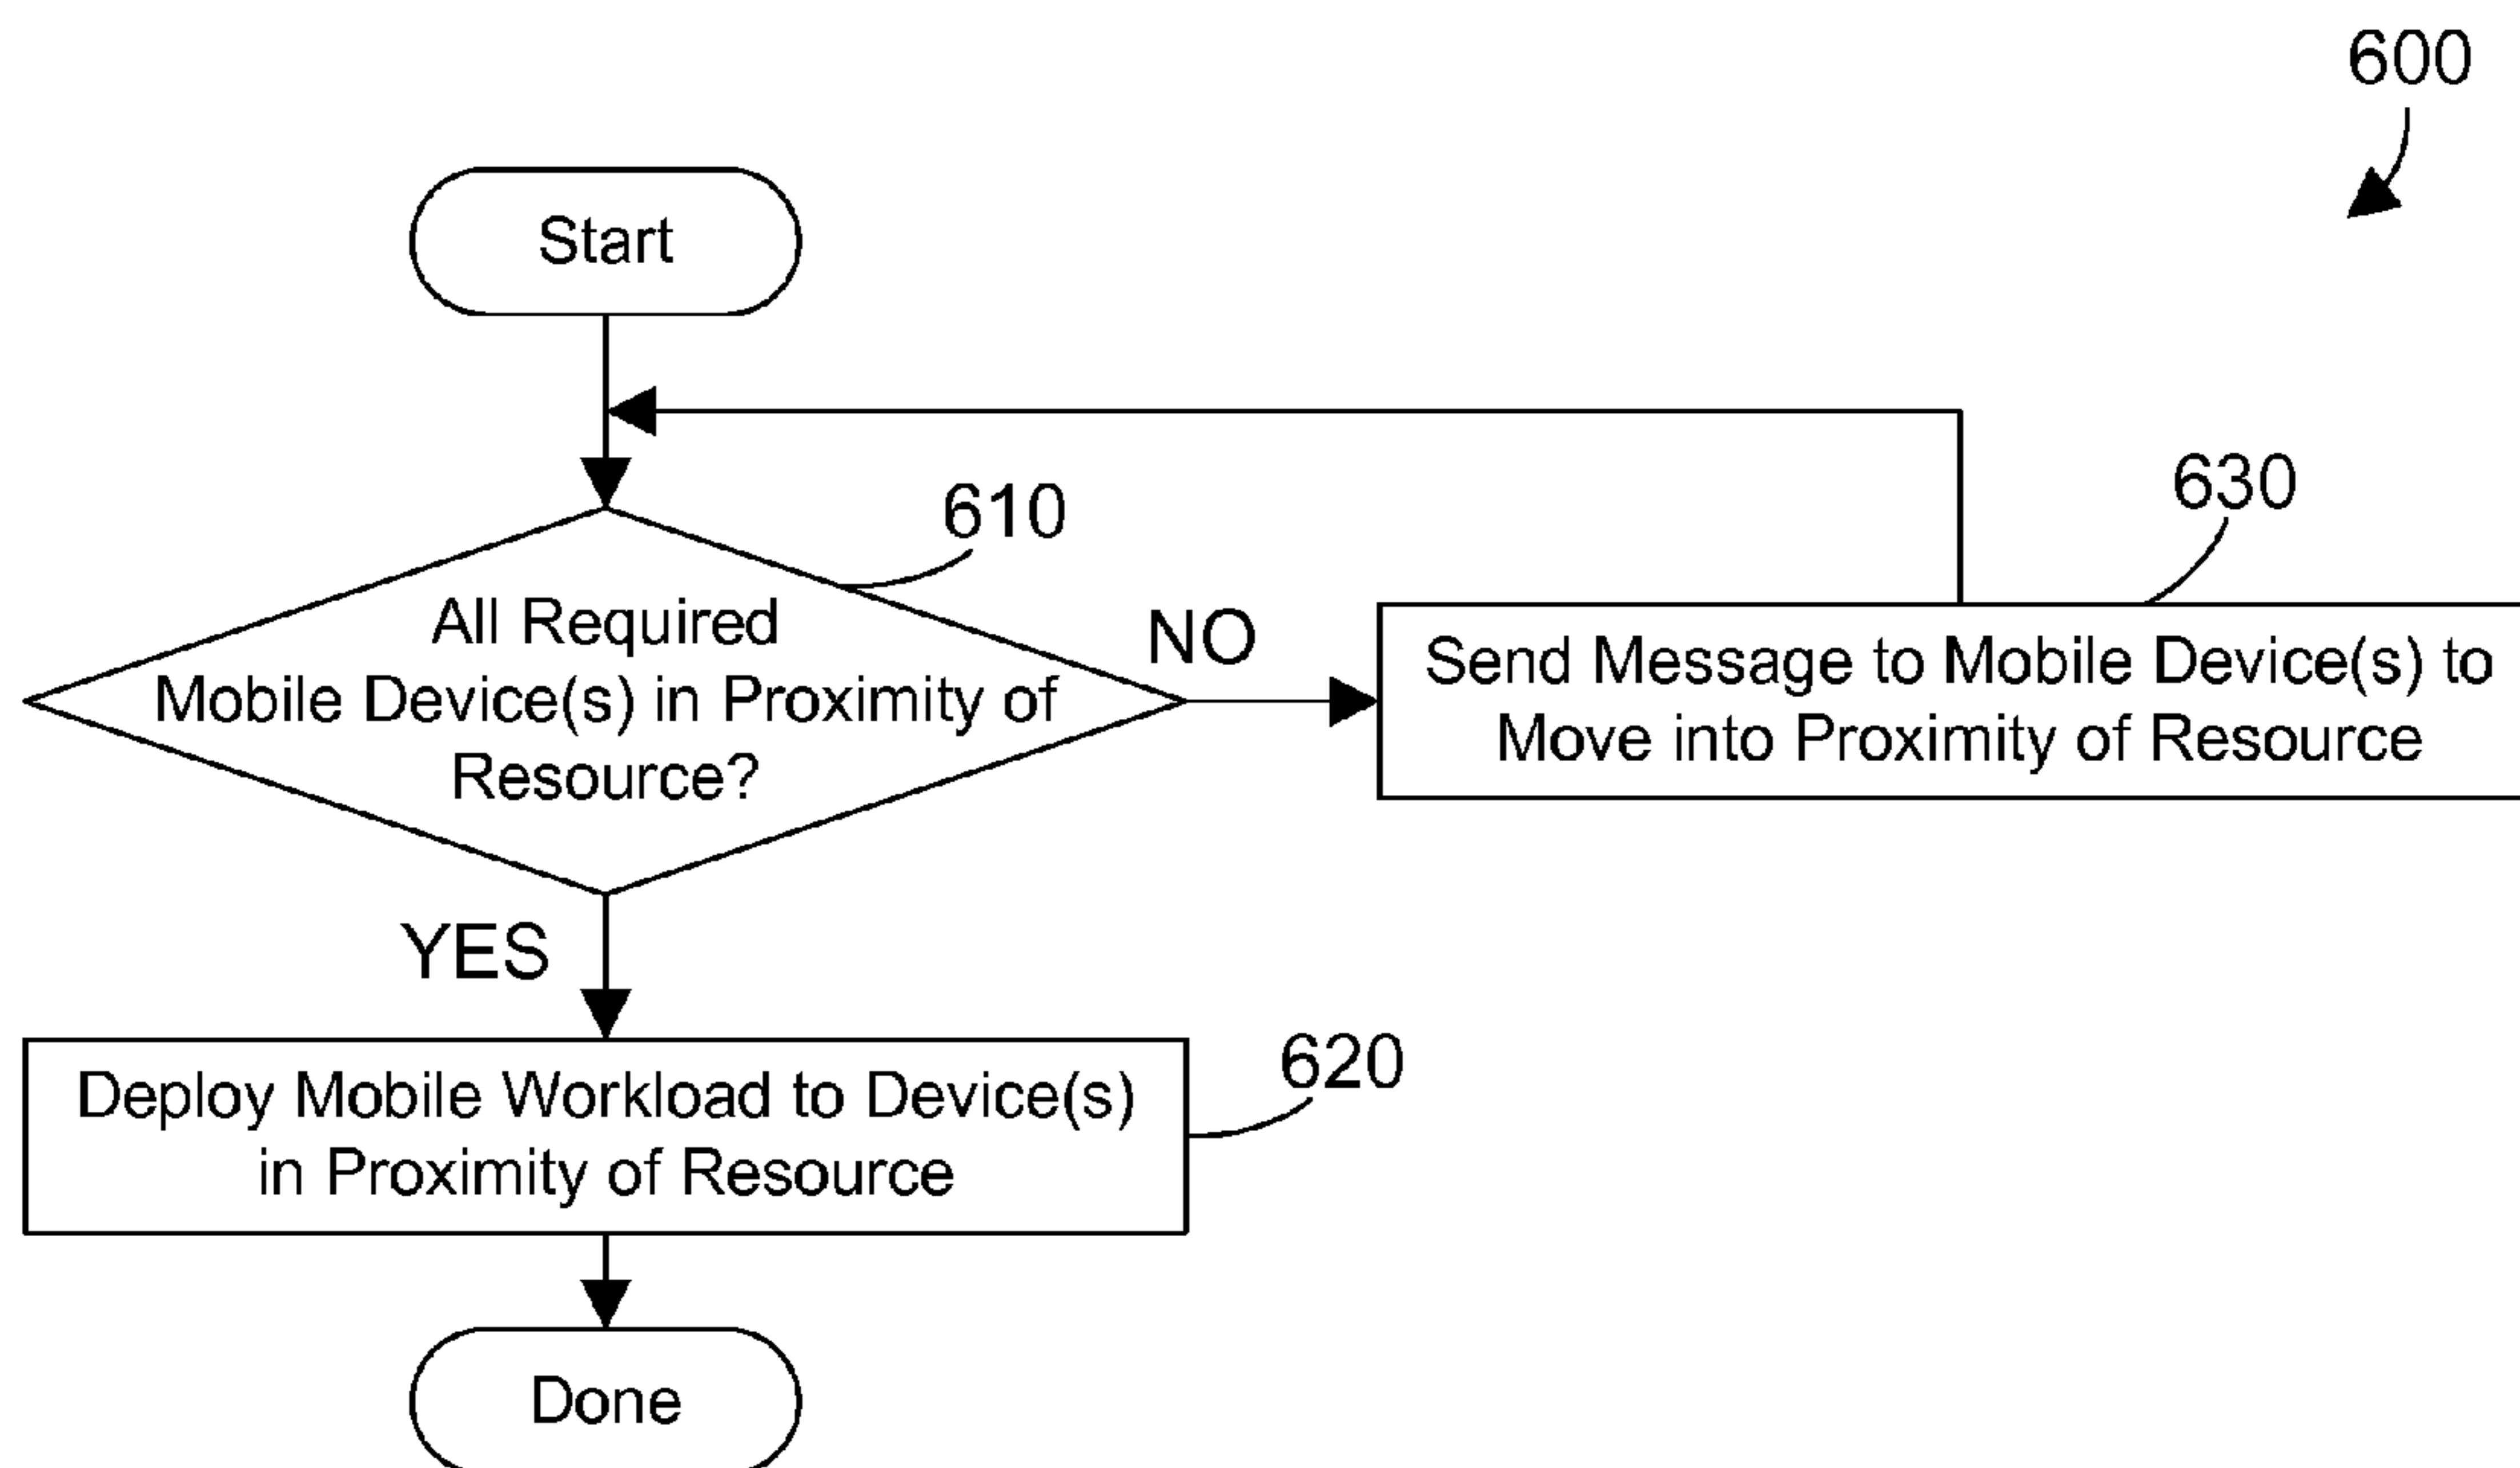 600
Start
610
All Required
Mobile Device(s) in Proximity of
Resource?
NO
630
Send Message to Mobile Device(s) to
Move into Proximity of Resource
YES
620
Deploy Mobile Workload to Device(s)
in Proximity of Resource
Done